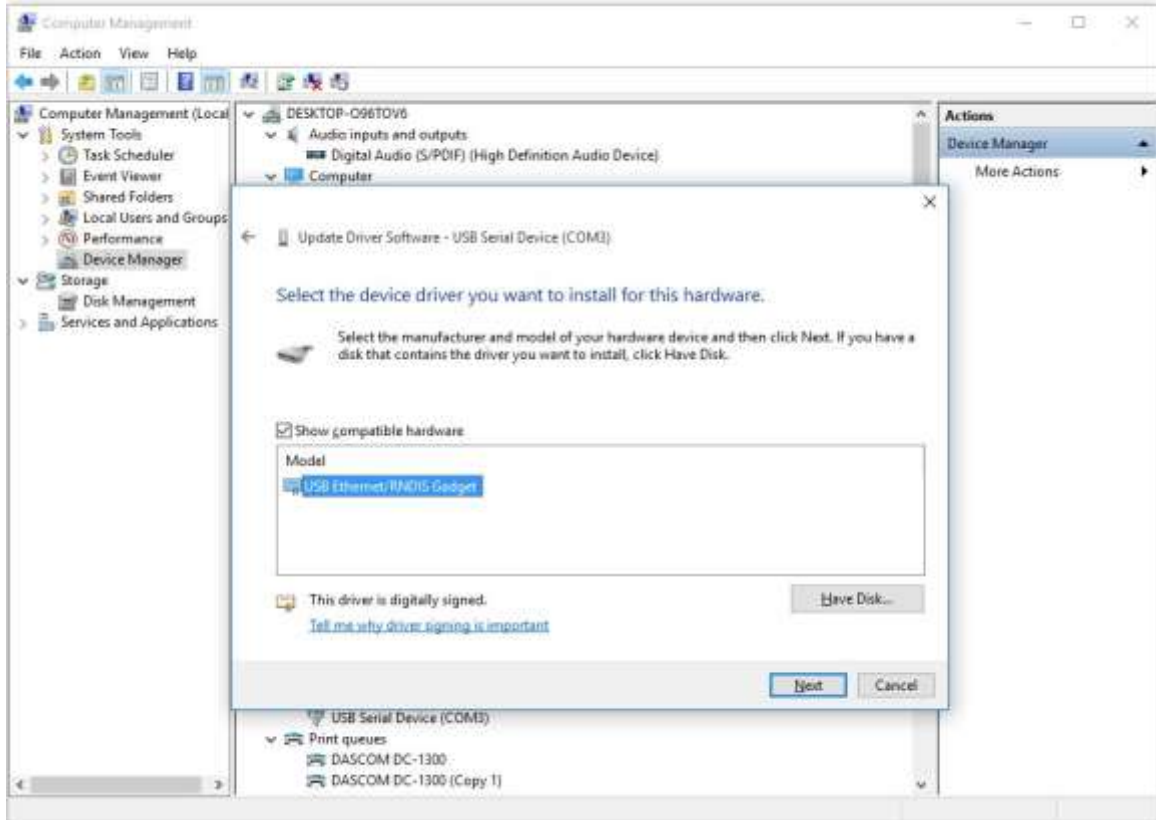 Computer Management
File Action View Help
Computer Management (Local
System Tools
Task Scheduler
Event Viewer
Shared Folders
Local Users and Groups
Performance
Device Manager
Storage
Disk Management
Services and Applications
DESKTOP-O96TOV6
Audio inputs and outputs
Digital Audio (S/PDIF) (High Definition Audio Device)
Computer
Actions
Device Manager
More Actions
Update Driver Software - USB Serial Device (COM3)
Select the device driver you want to install for this hardware.
Select the manufacturer and model of your hardware device and then click Next. If you have a
disk that contains the driver you want to install, click Have Disk.
Show compatible hardware
Model
USB Ethernet/RNDIS Gadget
This driver is digitally signed.
Have Disk...
Tell me why driver signing is important
Next Cancel
USB Serial Device (COM3)
Print queues
DASCOM DC-1300
DASCOM DC-1300 (Copy 1)